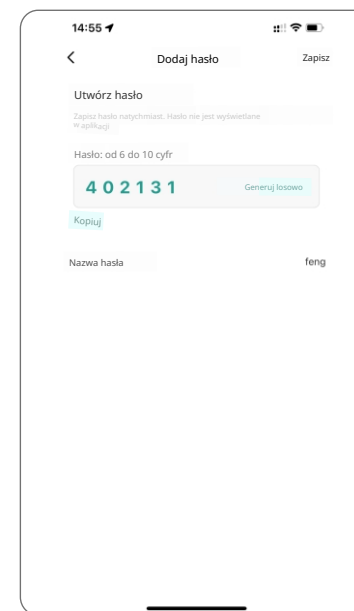 14:55
Dodaj hasło
Zapisz
Utwórz hasło
Zapisz hasło natychmiast. Hasło nie jest wyświetlane
w aplikacji
Hasło: od 6 do 10 cyfr
402131
Generuj losowo
Kopiuj
Nazwa hasła
feng